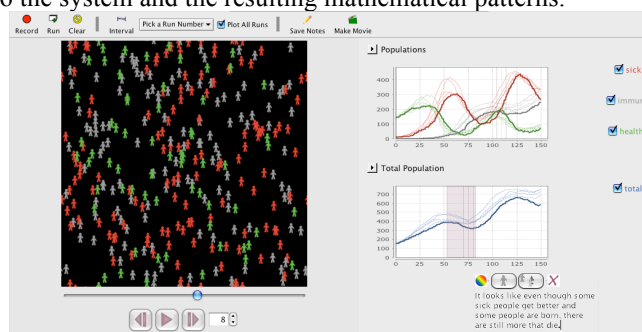 o the system and the resulting mathematical patterns.
Record Run Clear Interval Pick a Run Number Plot All Runs Save Notes Make Movie
Populations
sick
immu
health
400
300
200
100
0
0 25 50 75 100 125 150
Total Population
total
700
600
500
400
300
200
100
0
0 25 50 75 100 125 150
8
It looks like even though some
sick people get better and
some people are born, there
are still more that die.